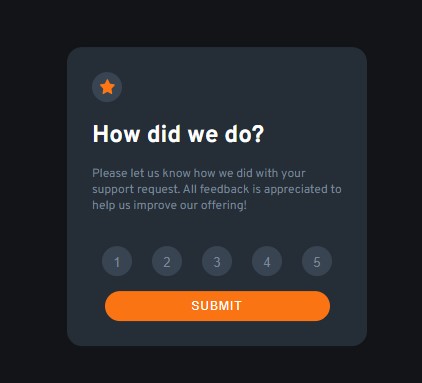 How did we do?
Please let us know how we did with your
support request. All feedback is appreciated to
help us improve our offering!
1 2 3 4 5
SUBMIT